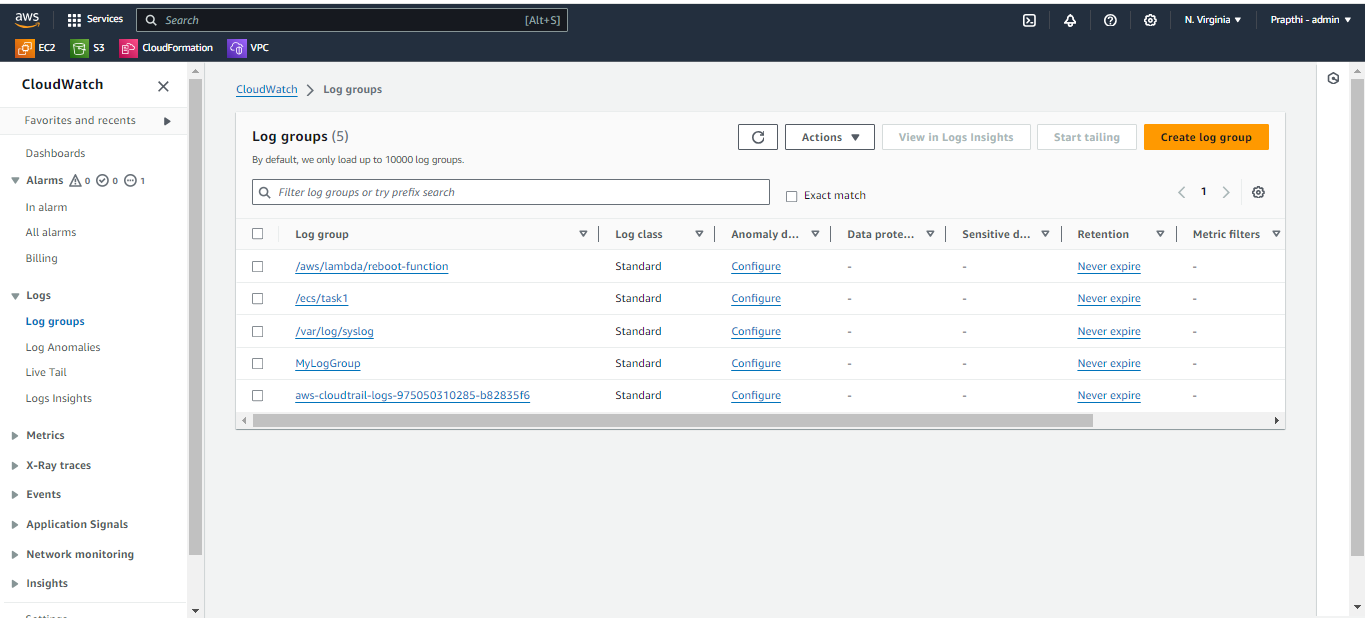 aws Services Search [Alt+S] N. Virginia Prapthi - admin
EC2 S3 CloudFormation VPC
CloudWatch
Favorites and recents
Dashboards
Alarms 0 0 1
In alarm
All alarms
Billing
Logs
Log groups
Log Anomalies
Live Tail
Logs Insights
Metrics
X-Ray traces
Events
Application Signals
Network monitoring
Insights
Settings
CloudWatch Log groups
Log groups (5) Actions View in Logs Insights Start tailing Create log group
By default, we only load up to 10000 log groups.
Filter log groups or try prefix search Exact match 1
Log group Log class Anomaly d... Data prote... Sensitive d... Retention Metric filters
/aws/lambda/reboot-function Standard Configure - - Never expire -
/ecs/task1 Standard Configure - - Never expire -
/var/log/syslog Standard Configure - - Never expire -
MyLogGroup Standard Configure - - Never expire -
aws-cloudtrail-logs-975050310285-b82835f6 Standard Configure - - Never expire -